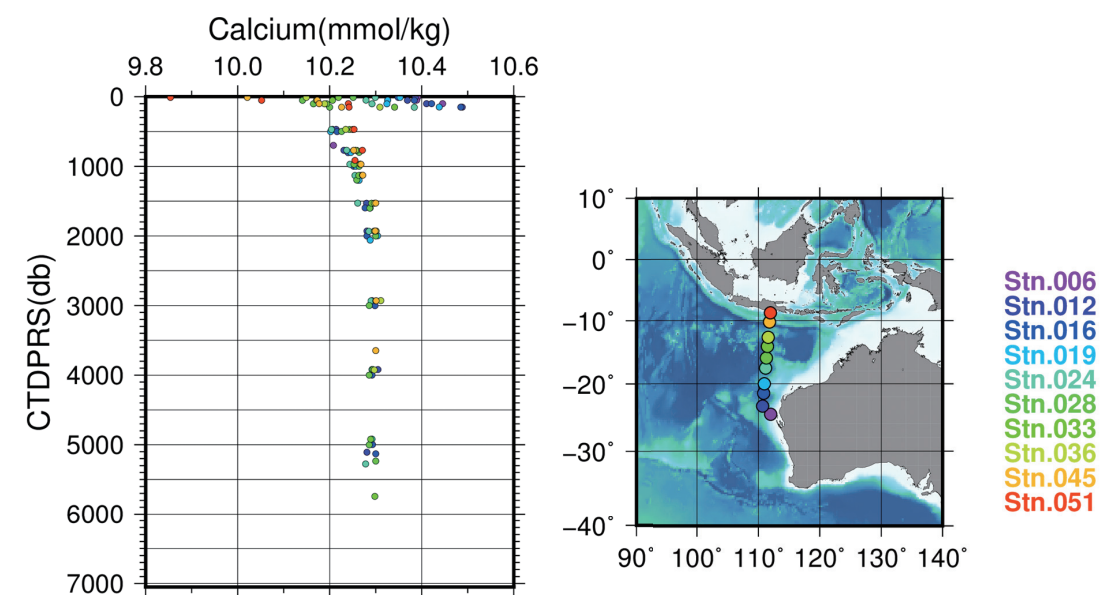 Calcium(mmol/kg)
9.8 10.0 10.2 10.4 10.6
0
1000
2000
3000
4000
5000
6000
7000
CTDPRS(db)
10°
0°
−10°
−20°
−30°
−40°
90° 100° 110° 120° 130° 140°
Stn.006
Stn.012
Stn.016
Stn.019
Stn.024
Stn.028
Stn.033
Stn.036
Stn.045
Stn.051